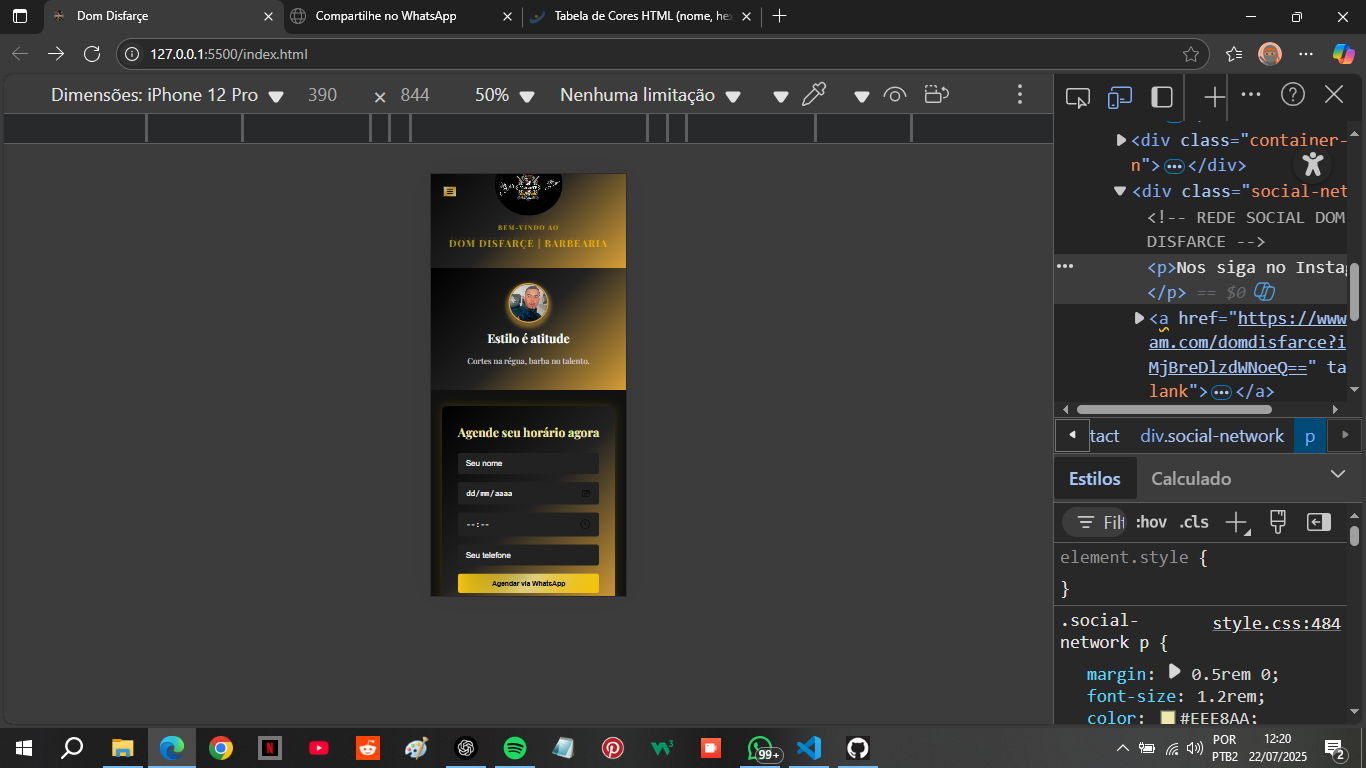 Dom Disfarçe
Compartilhe no WhatsApp
Tabela de Cores HTML (nome, hex
127.0.0.1:5500/index.html
Dimensões: iPhone 12 Pro
390
×
844
50%
Nenhuma limitação
BEM-VINDO AO
DOM DISFARÇE | BARBEARIA
Estilo é atitude
Cortes na régua, barba no talento.
Agende seu horário agora
Seu nome
dd/mm/aaaa
--:--
Seu telefone
Agendar via WhatsApp
<div class="container-
n">•••</div>
<div class="social-net
<!-- REDE SOCIAL DOM
DISFARCE -->
<p>Nos siga no Insta
</p> == $0
<a href="https://www
am.com/domdisfarce?i
MjBreDlzdWNoeQ==" ta
lank">•••</a>
tact
div.social-network
p
Estilos
Calculado
Filt
:hov
.cls
element.style {
}
.social-
network p {
style.css:484
margin: 0.5rem 0;
font-size: 1.2rem;
color: #EEE8AA;
99+
POR
PTB2
12:20
22/07/2025
2